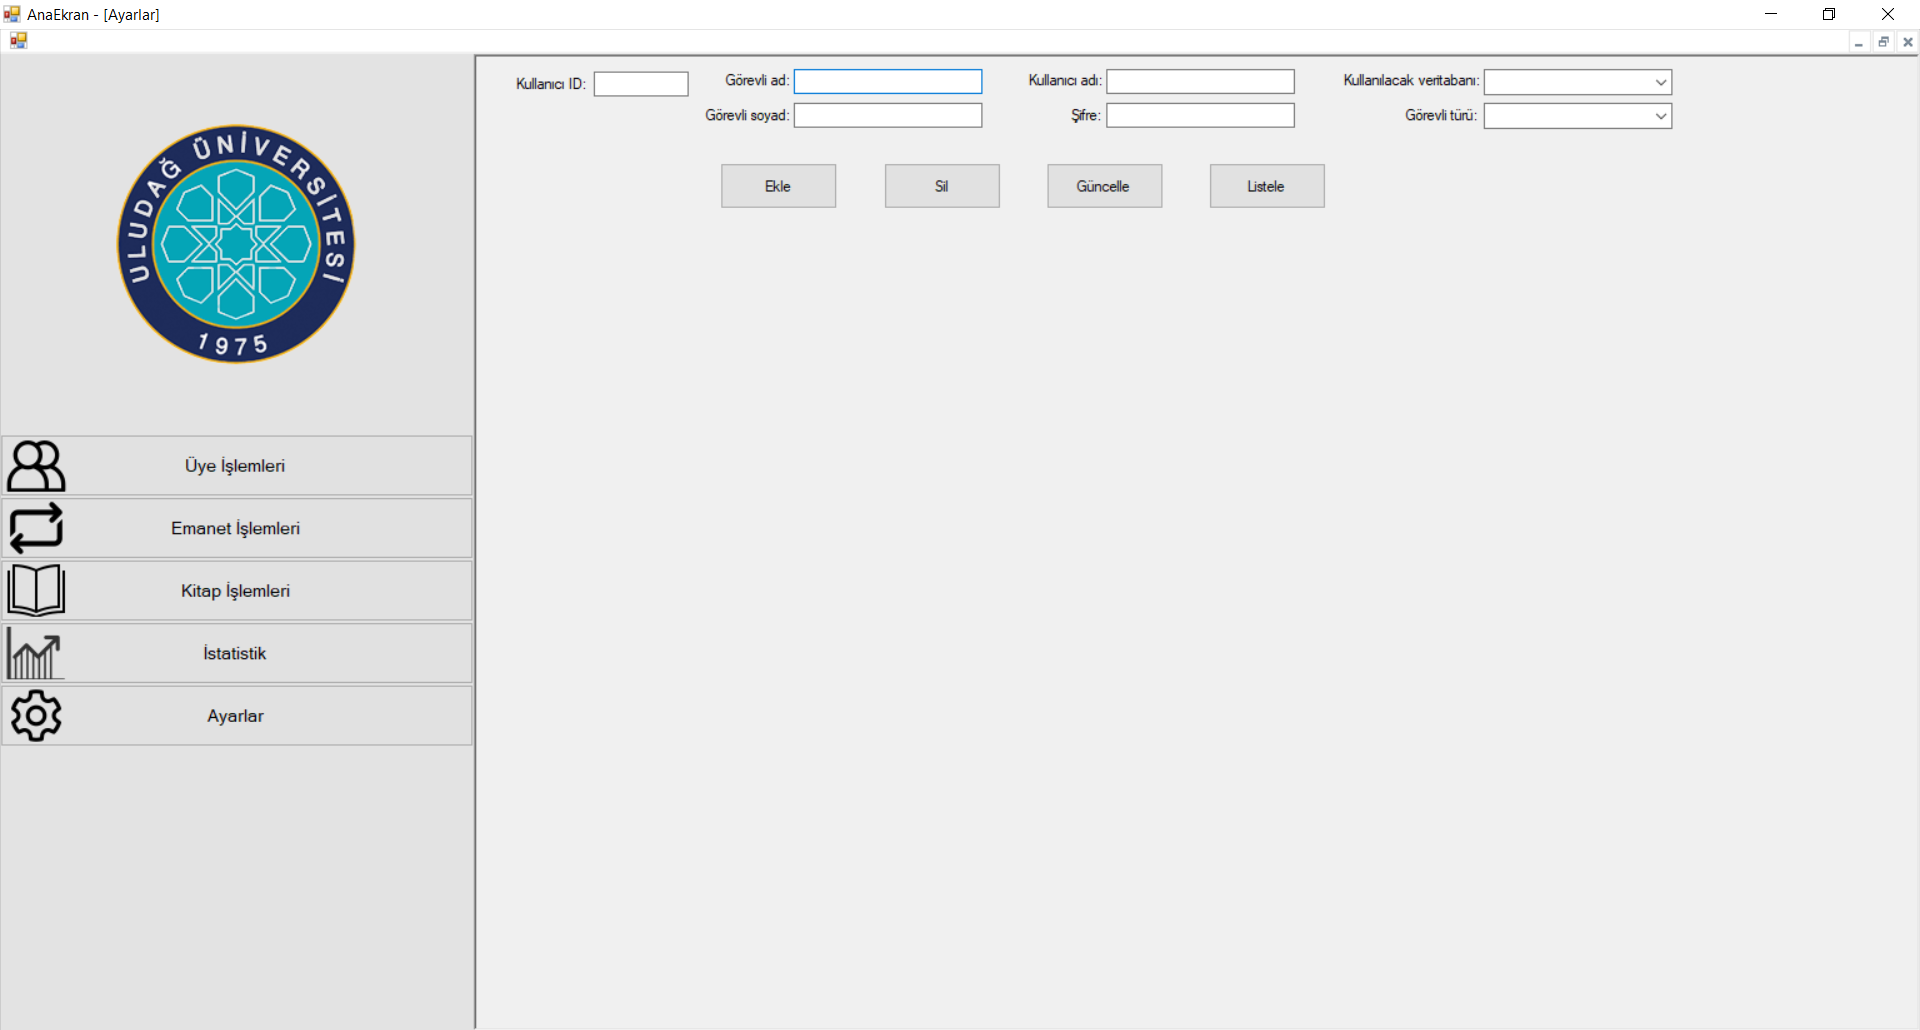 AnaEkran - [Ayarlar]
Kullanıcı ID:
Görevli ad:
Kullanıcı adı:
Kullanılacak veritabanı:
Görevli soyad:
Şifre:
Görevli türü:
Ekle
Sil
Güncelle
Listele
ULUDAĞ ÜNİVERSİTESİ
1975
Üye İşlemleri
Emanet İşlemleri
Kitap İşlemleri
İstatistik
Ayarlar